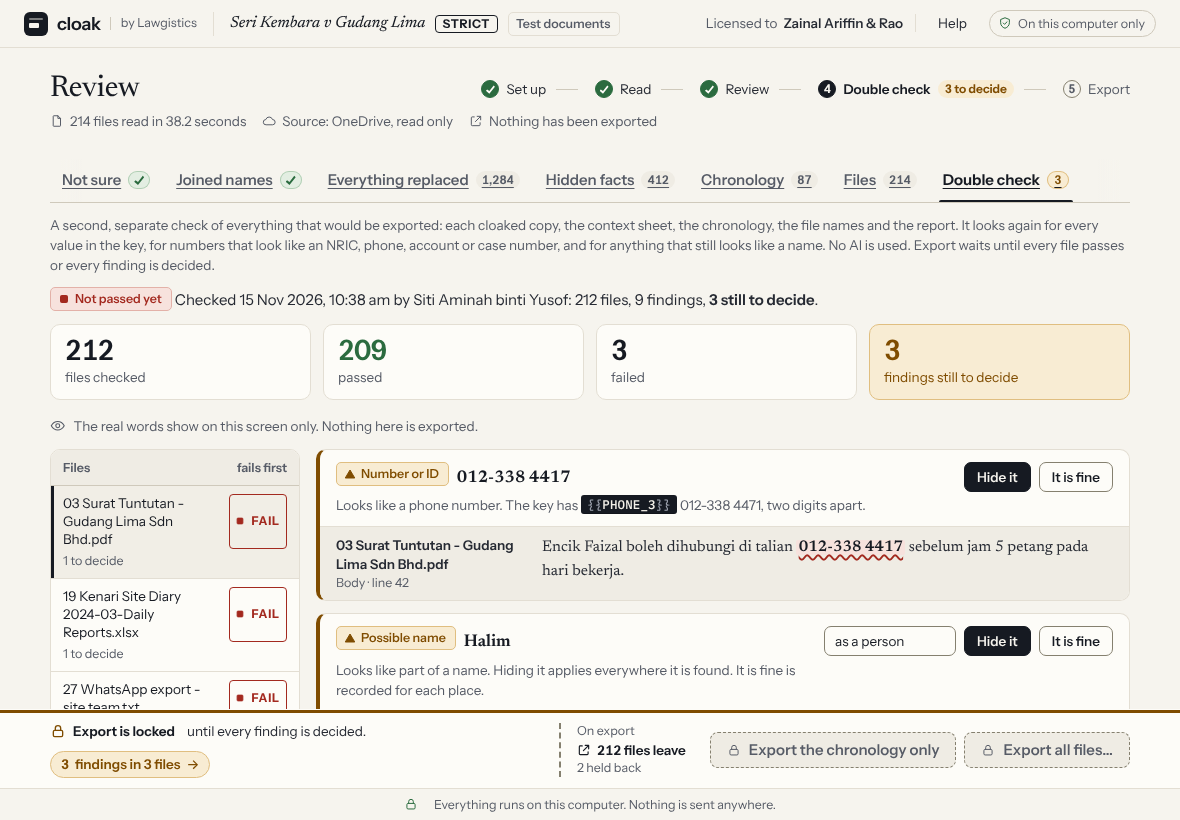 cloak by Lawgistics Seri Kembara v Gudang Lima STRICT Test documents Licensed to Zainal Ariffin & Rao Help On this computer only
Review
Set up Read Review 4 Double check 3 to decide 5 Export
214 files read in 38.2 seconds Source: OneDrive, read only Nothing has been exported
Not sure Joined names Everything replaced 1,284 Hidden facts 412 Chronology 87 Files 214 Double check 3
A second, separate check of everything that would be exported: each cloaked copy, the context sheet, the chronology, the file names and the report. It looks again for every
value in the key, for numbers that look like an NRIC, phone, account or case number, and for anything that still looks like a name. No AI is used. Export waits until every file passes
or every finding is decided.
Not passed yet Checked 15 Nov 2026, 10:38 am by Siti Aminah binti Yusof: 212 files, 9 findings, 3 still to decide.
212
files checked
209
passed
3
failed
3
findings still to decide
The real words show on this screen only. Nothing here is exported.
Files fails first
03 Surat Tuntutan -
Gudang Lima Sdn
Bhd.pdf
1 to decide
FAIL
19 Kenari Site Diary
2024-03-Daily
Reports.xlsx
1 to decide
FAIL
27 WhatsApp export -
site team.txt
FAIL
Number or ID 012-338 4417 Hide it It is fine
Looks like a phone number. The key has {{PHONE_3}} 012-338 4471, two digits apart.
03 Surat Tuntutan - Gudang
Lima Sdn Bhd.pdf
Body · line 42
Encik Faizal boleh dihubungi di talian 012-338 4417 sebelum jam 5 petang pada
hari bekerja.
Possible name Halim as a person Hide it It is fine
Looks like part of a name. Hiding it applies everywhere it is found. It is fine is
recorded for each place.
Export is locked until every finding is decided.
3 findings in 3 files →
On export
212 files leave
2 held back
Export the chronology only Export all files...
Everything runs on this computer. Nothing is sent anywhere.